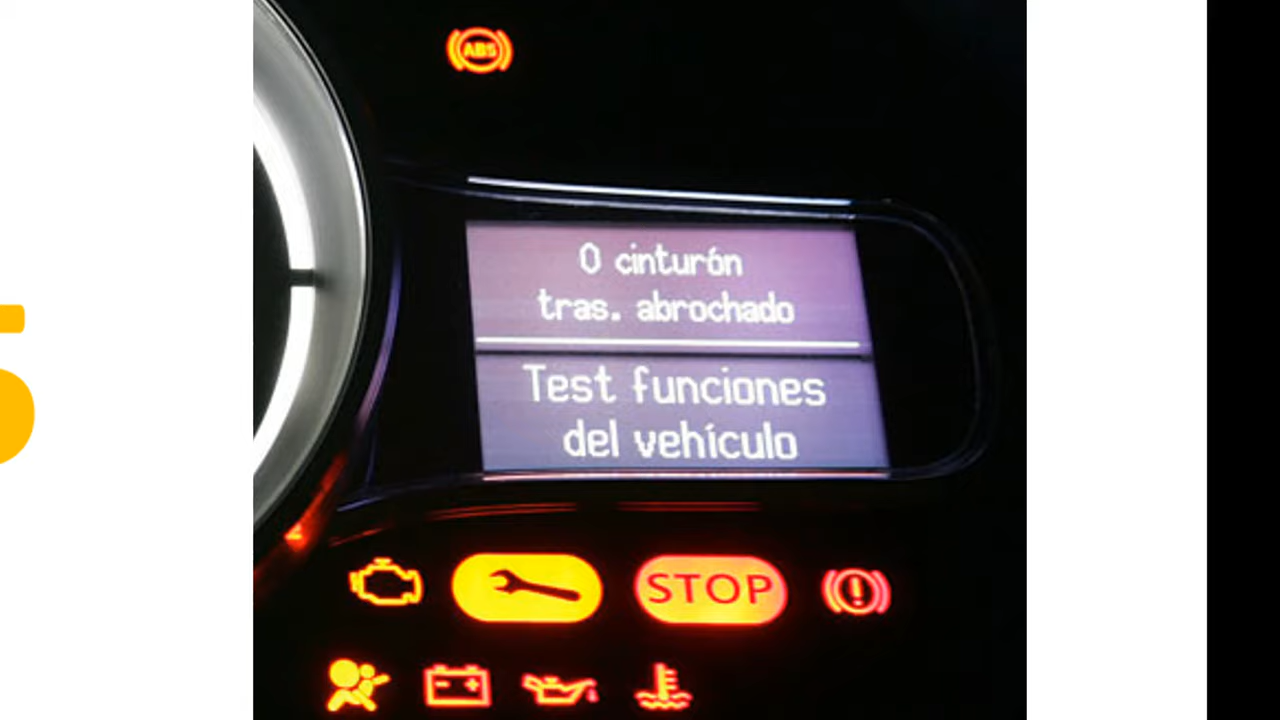 ABS
0 cinturón
tras. abrochado
Test funciones
del vehículo
STOP